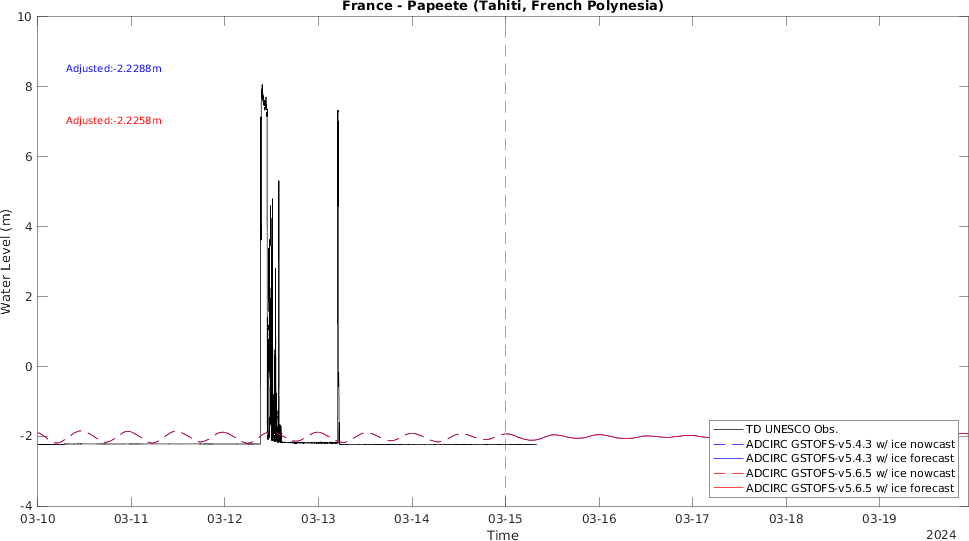 France - Papeete (Tahiti, French Polynesia)
10
8
6
4
2
0
-2
-4
Water Level (m)
Adjusted:-2.2288m
Adjusted:-2.2258m
TD UNESCO Obs.
ADCIRC GSTOFS-v5.4.3 w/ ice nowcast
ADCIRC GSTOFS-v5.4.3 w/ ice forecast
ADCIRC GSTOFS-v5.6.5 w/ ice nowcast
ADCIRC GSTOFS-v5.6.5 w/ ice forecast
03-10 03-11 03-12 03-13 03-14 03-15 03-16 03-17 03-18 03-19
Time
2024